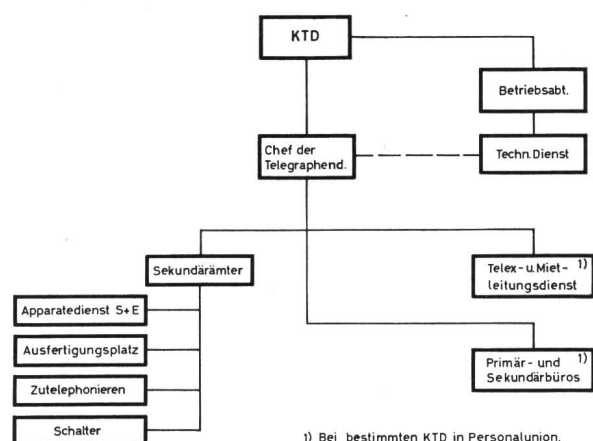 KTD
Betriebsabt.
Chef der
Telegraphend.
Techn. Dienst
Sekundärämter
Telex- u. Miet- 1)
leitungsdienst
Apparatedienst S+E
Ausfertigungsplatz
Zutelephonieren
Schalter
Primär- und 1)
Sekundärbüros
1) Bei bestimmten KTD in Personalunion.